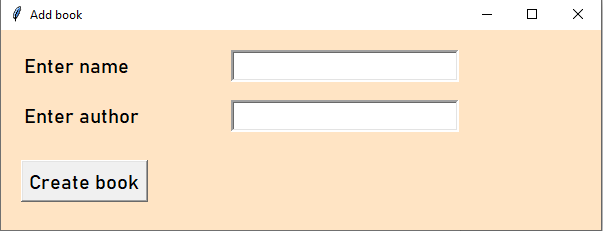 Add book
Enter name
Enter author
Create book